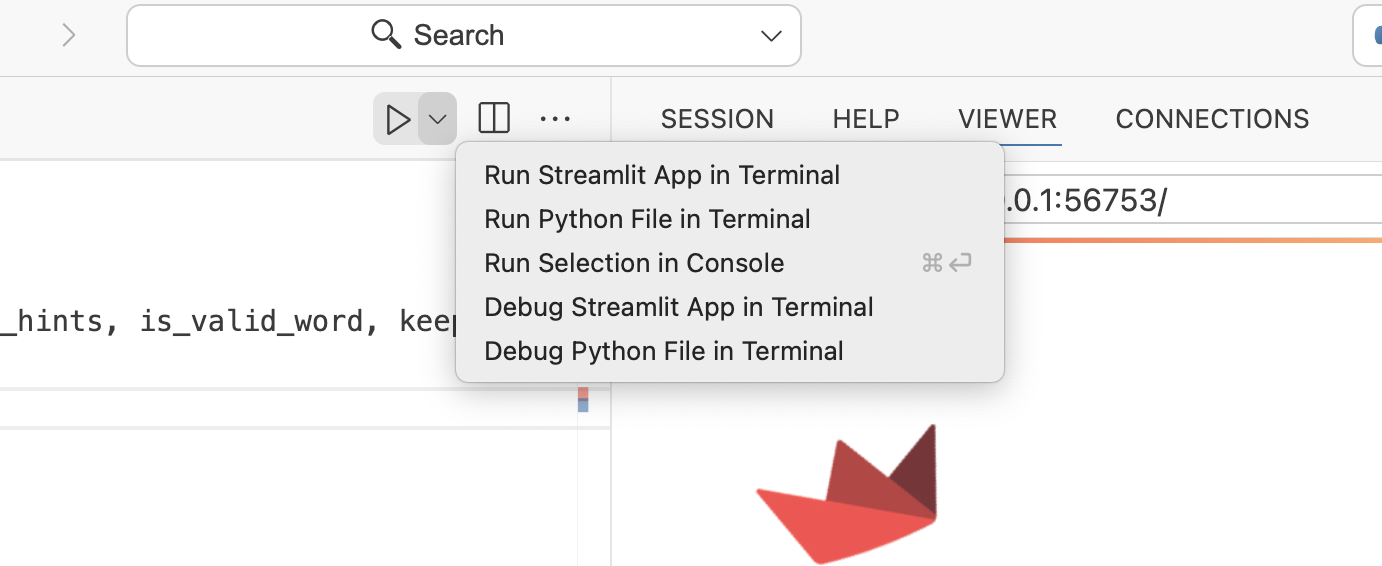 Search
SESSION HELP VIEWER CONNECTIONS
Run Streamlit App in Terminal
.0.1:56753/
Run Python File in Terminal
Run Selection in Console ⌘⏎
_hints, is_valid_word, keep
Debug Streamlit App in Terminal
Debug Python File in Terminal